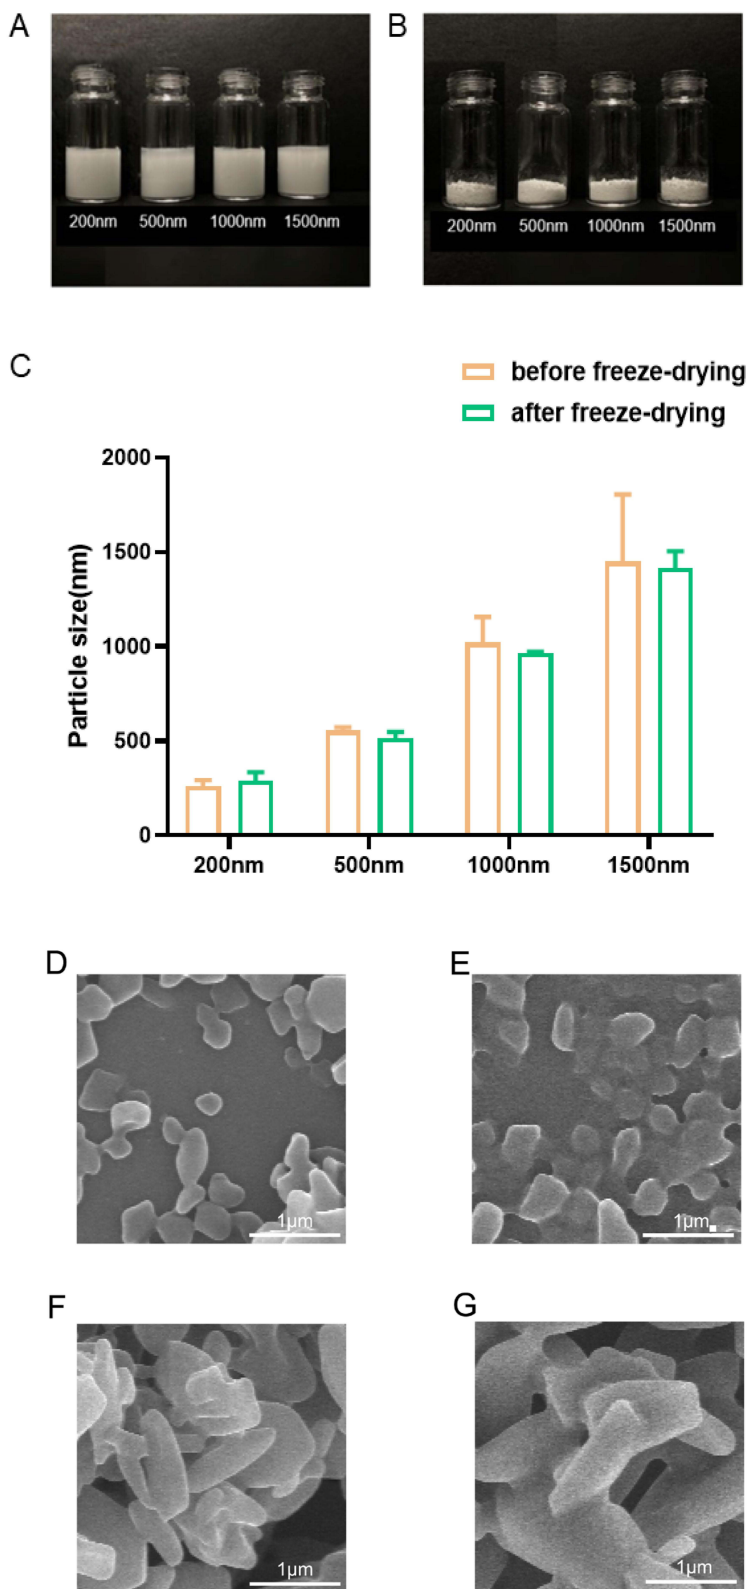 A
B
200nm 500nm 1000nm 1500nm
200nm 500nm 1000nm 1500nm
C
before freeze-drying
after freeze-drying
Particle size(nm)
2000
1500
1000
500
0
200nm 500nm 1000nm 1500nm
D
E
1μm
1μm
F
G
1μm
1μm